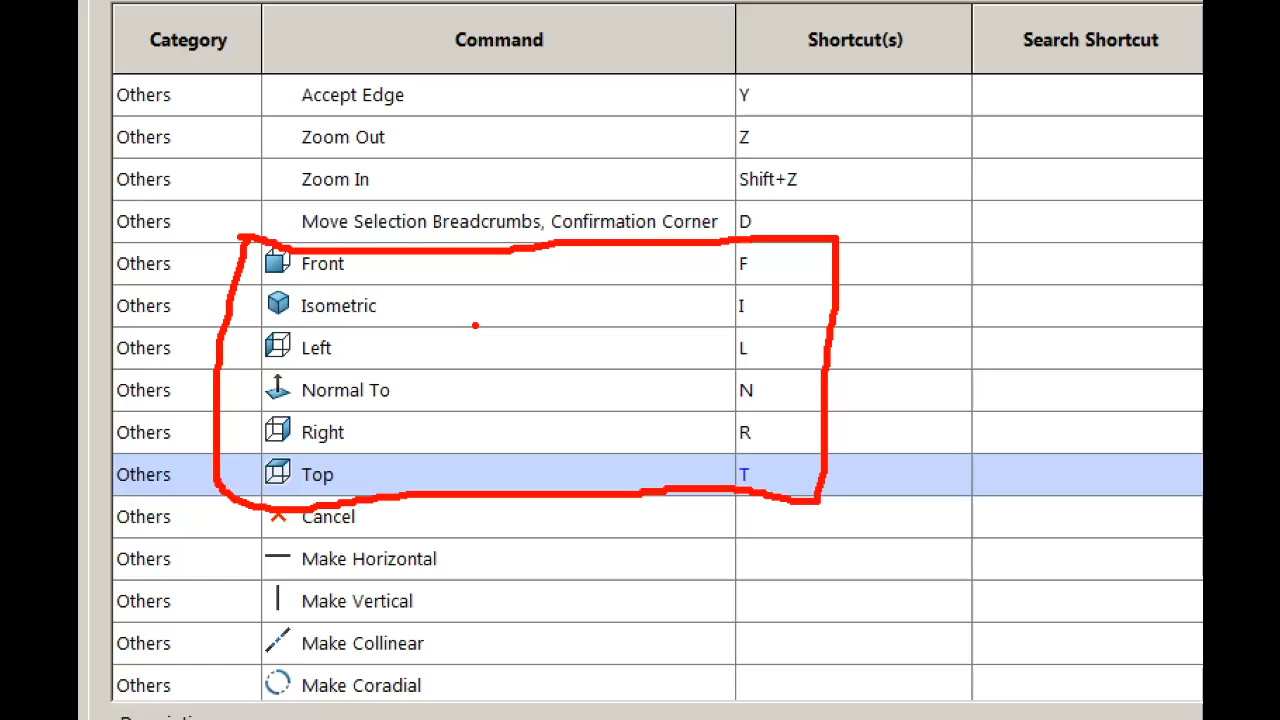 Category Command Shortcut(s) Search Shortcut
Others Accept Edge Y
Others Zoom Out Z
Others Zoom In Shift+Z
Others Move Selection Breadcrumbs, Confirmation Corner D
Others Front F
Others Isometric I
Others Left L
Others Normal To N
Others Right R
Others Top T
Others Cancel
Others Make Horizontal
Others Make Vertical
Others Make Collinear
Others Make Coradial